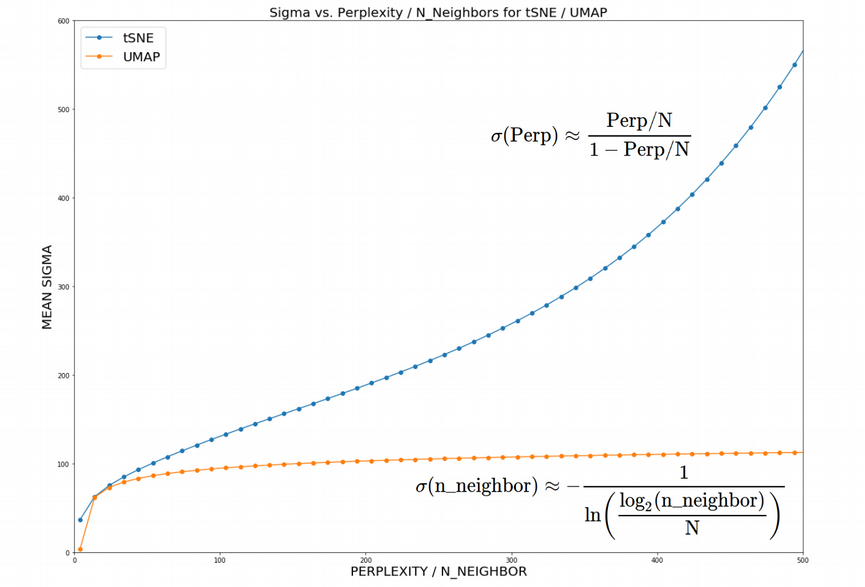 Sigma vs. Perplexity / N_Neighbors for tSNE / UMAP
600
tSNE
UMAP
500
σ(Perp) ≈ (Perp/N) / (1 − Perp/N)
400
MEAN SIGMA
300
200
100
σ(n_neighbor) ≈ − 1 / ln( log₂(n_neighbor) / N )
0
0 100 200 300 400 500
PERPLEXITY / N_NEIGHBOR